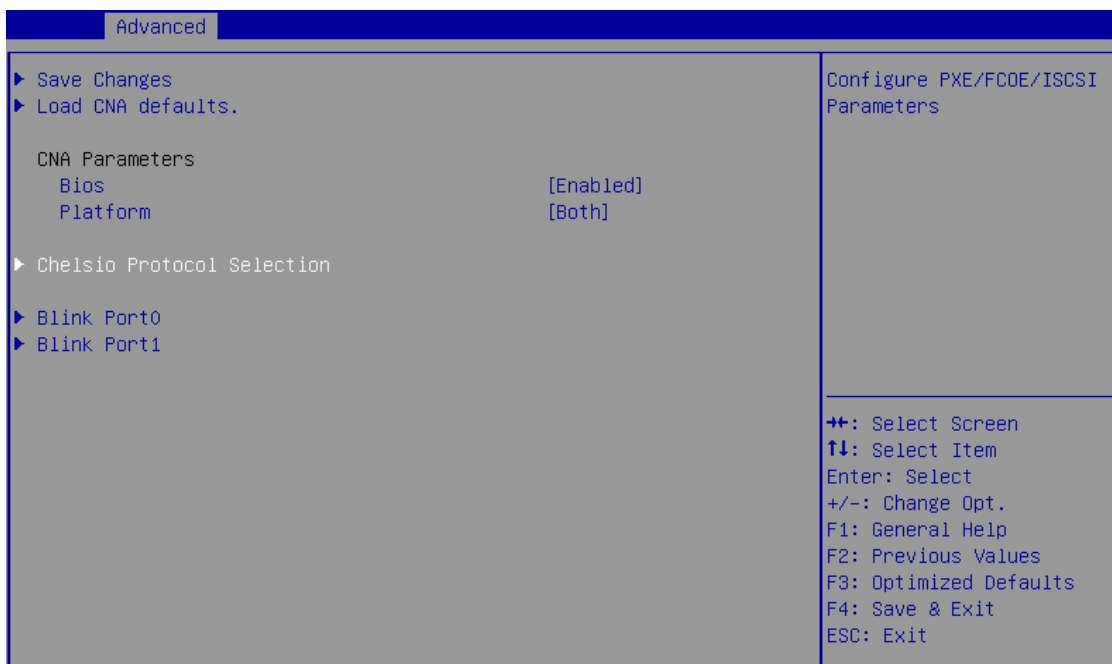 Advanced
Save Changes
Load CNA defaults.
CNA Parameters
Bios [Enabled]
Platform [Both]
Chelsio Protocol Selection
Blink Port0
Blink Port1
Configure PXE/FCOE/ISCSI
Parameters
→←: Select Screen
↑↓: Select Item
Enter: Select
+/-: Change Opt.
F1: General Help
F2: Previous Values
F3: Optimized Defaults
F4: Save & Exit
ESC: Exit